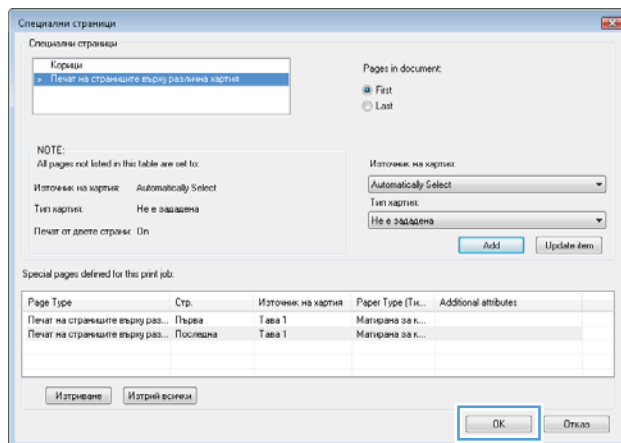 Специални страници
Специални страници
Корици
» Печат на страниците върху различна хартия
Pages in document:
First
Last
NOTE:
All pages not listed in this table are set to:
Източник на хартия: Automatically Select
Тип хартия: Не е зададена
Печат от двете страни: On
Източник на хартия:
Automatically Select
Тип хартия:
Не е зададена
Add Update item
Special pages defined for this print job:
Page Type Стр. Източник на хартия Paper Type (Ти... Additional attributes
Печат на страниците върху раз... Първа Тава 1 Матирана за к...
Печат на страниците върху раз... Последна Тава 1 Матирана за к...
Изтриване Изтрий всички
OK Отказ